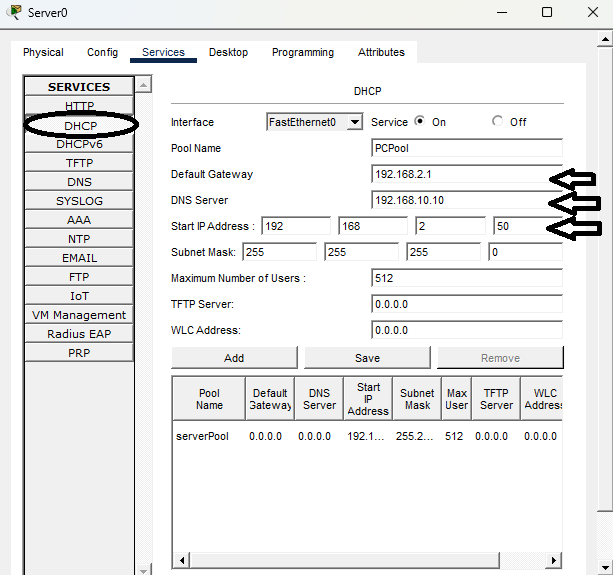 Server0
Physical Config Services Desktop Programming Attributes
SERVICES
HTTP
DHCP
DHCPv6
TFTP
DNS
SYSLOG
AAA
NTP
EMAIL
FTP
IoT
VM Management
Radius EAP
PRP
DHCP
Interface FastEthernet0 Service On Off
Pool Name PCPool
Default Gateway 192.168.2.1
DNS Server 192.168.10.10
Start IP Address : 192 168 2 50
Subnet Mask: 255 255 255 0
Maximum Number of Users : 512
TFTP Server: 0.0.0.0
WLC Address: 0.0.0.0
Add Save Remove
Pool Name Default Gateway DNS Server Start IP Address Subnet Mask Max User TFTP Server WLC Address
serverPool 0.0.0.0 0.0.0.0 192.1... 255.2... 512 0.0.0.0 0.0.0.0